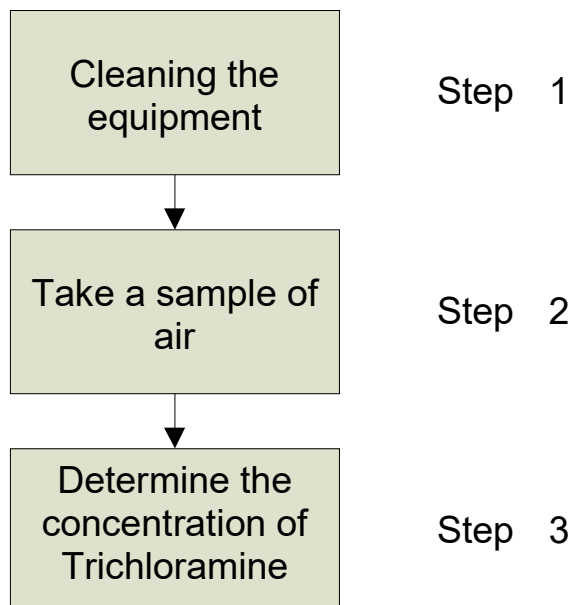 Cleaning the
equipment
Step 1
Take a sample of
air
Step 2
Determine the
concentration of
Trichloramine
Step 3